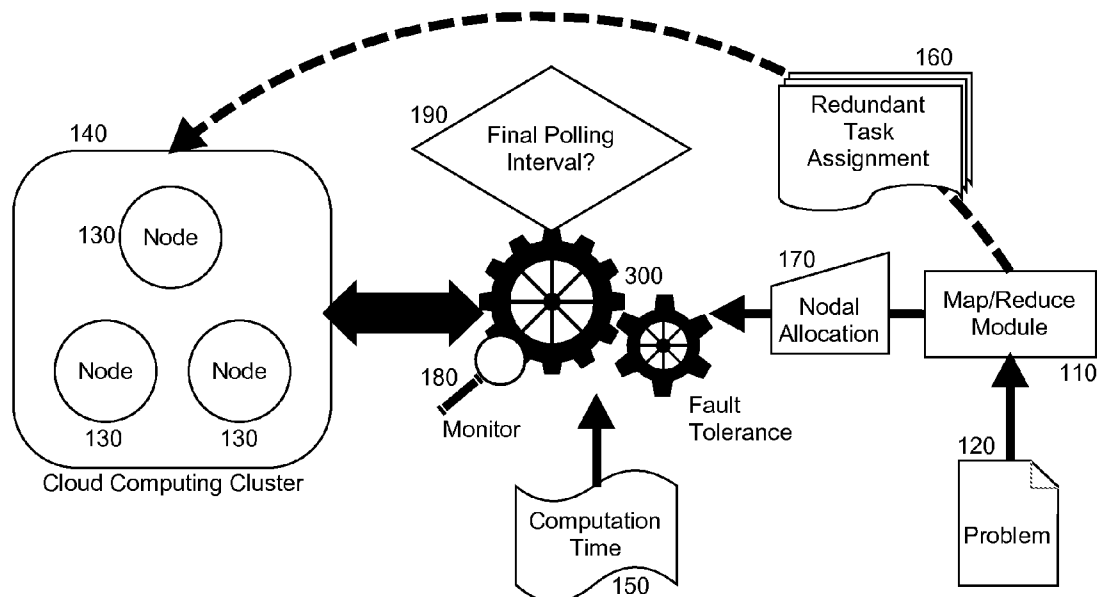 160
Redundant
Task
Assignment
190
Final Polling
Interval?
140
130
Node
300
170
Nodal
Allocation
Map/Reduce
Module
110
Node
Node
130
130
180
Monitor
Fault
Tolerance
120
Problem
Cloud Computing Cluster
Computation
Time
150